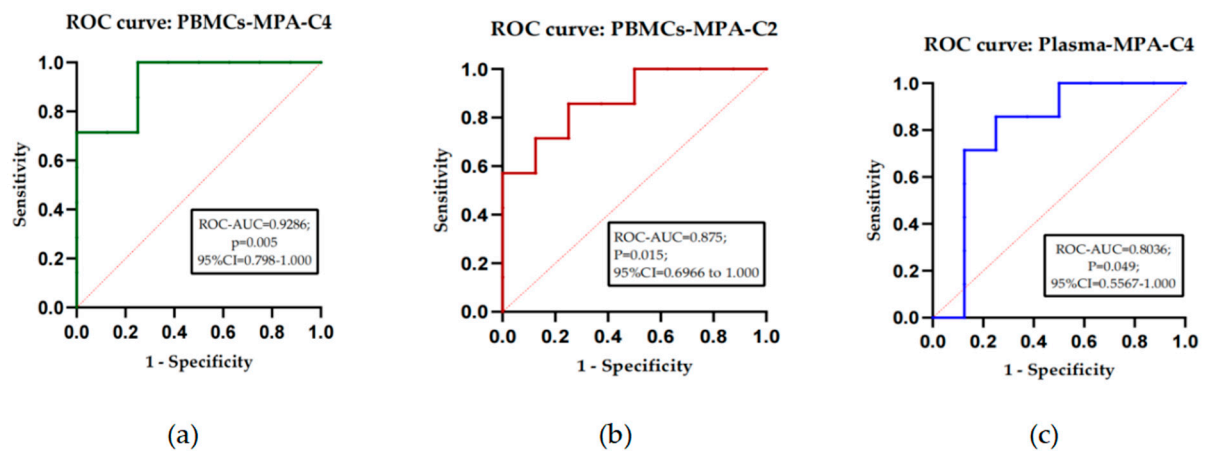 ROC curve: PBMCs-MPA-C4
1.0
0.8
0.6
0.4
0.2
0.0
Sensitivity
0.0 0.2 0.4 0.6 0.8 1.0
1 - Specificity
ROC-AUC=0.9286;
p=0.005
95%CI=0.798-1.000
(a)
ROC curve: PBMCs-MPA-C2
1.0
0.8
0.6
0.4
0.2
0.0
Sensitivity
0.0 0.2 0.4 0.6 0.8 1.0
1 - Specificity
ROC-AUC=0.875;
P=0.015;
95%CI=0.6966 to 1.000
(b)
ROC curve: Plasma-MPA-C4
1.0
0.8
0.6
0.4
0.2
0.0
Sensitivity
0.0 0.2 0.4 0.6 0.8 1.0
1 - Specificity
ROC-AUC=0.8036;
P=0.049;
95%CI=0.5567-1.000
(c)